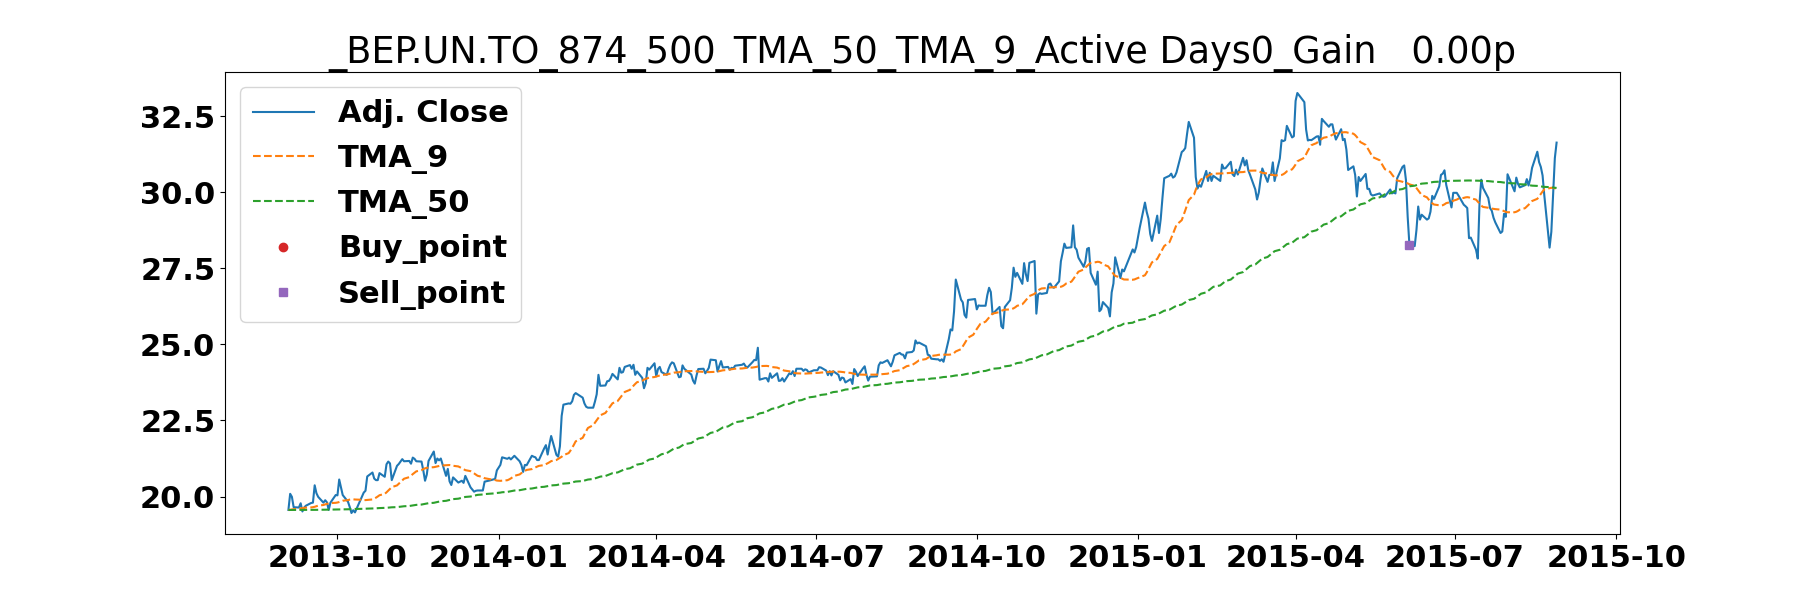 _BEP.UN.TO_874_500_TMA_50_TMA_9_Active Days0_Gain   0.00p
Adj. Close
TMA_9
TMA_50
Buy_point
Sell_point
32.5
30.0
27.5
25.0
22.5
20.0
2013-10 2014-01 2014-04 2014-07 2014-10 2015-01 2015-04 2015-07 2015-10